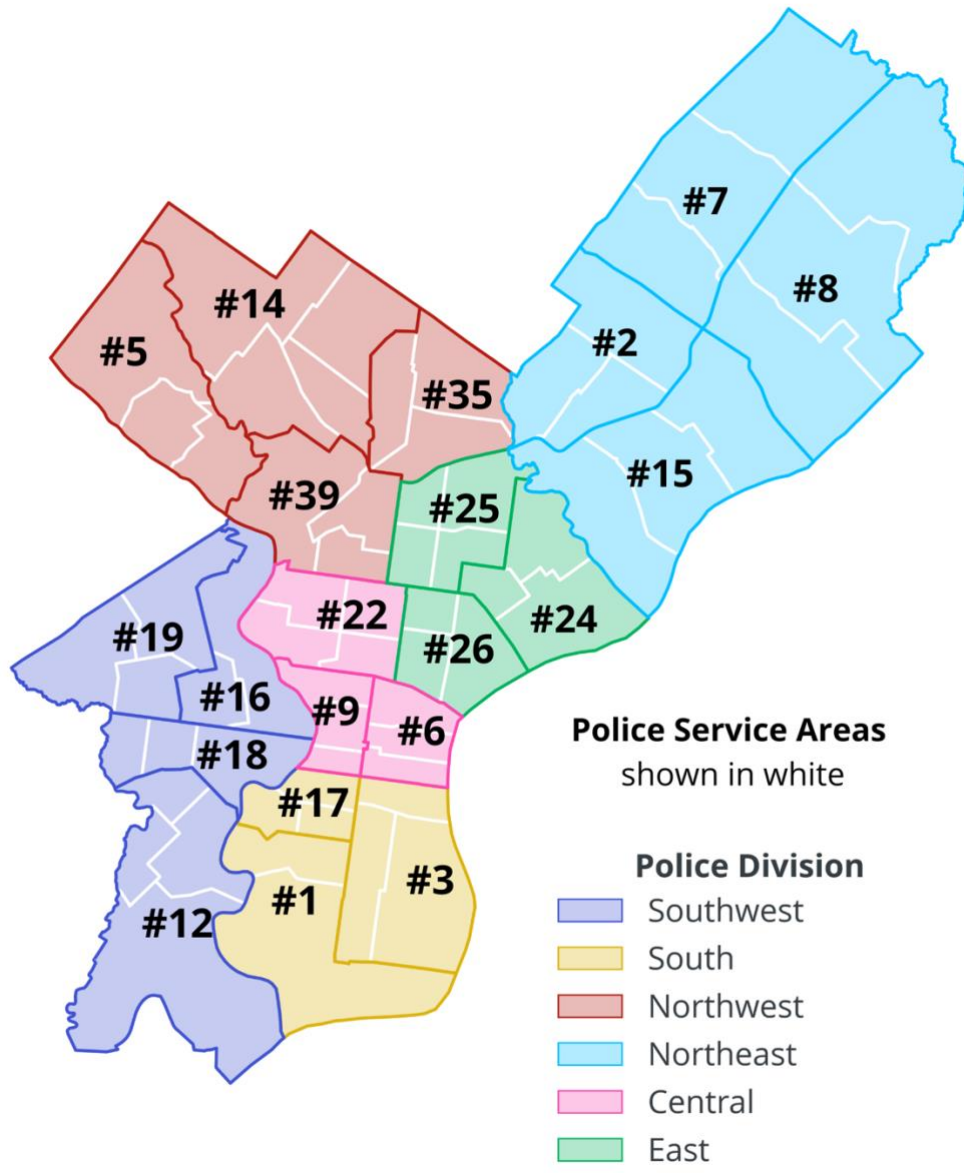 #7
#8
#14
#2
#5
#35
#15
#39
#25
#22
#24
#19
#26
#16
#9
#6
#18
#17
#3
#1
#12
Police Service Areas
shown in white
Police Division
Southwest
South
Northwest
Northeast
Central
East